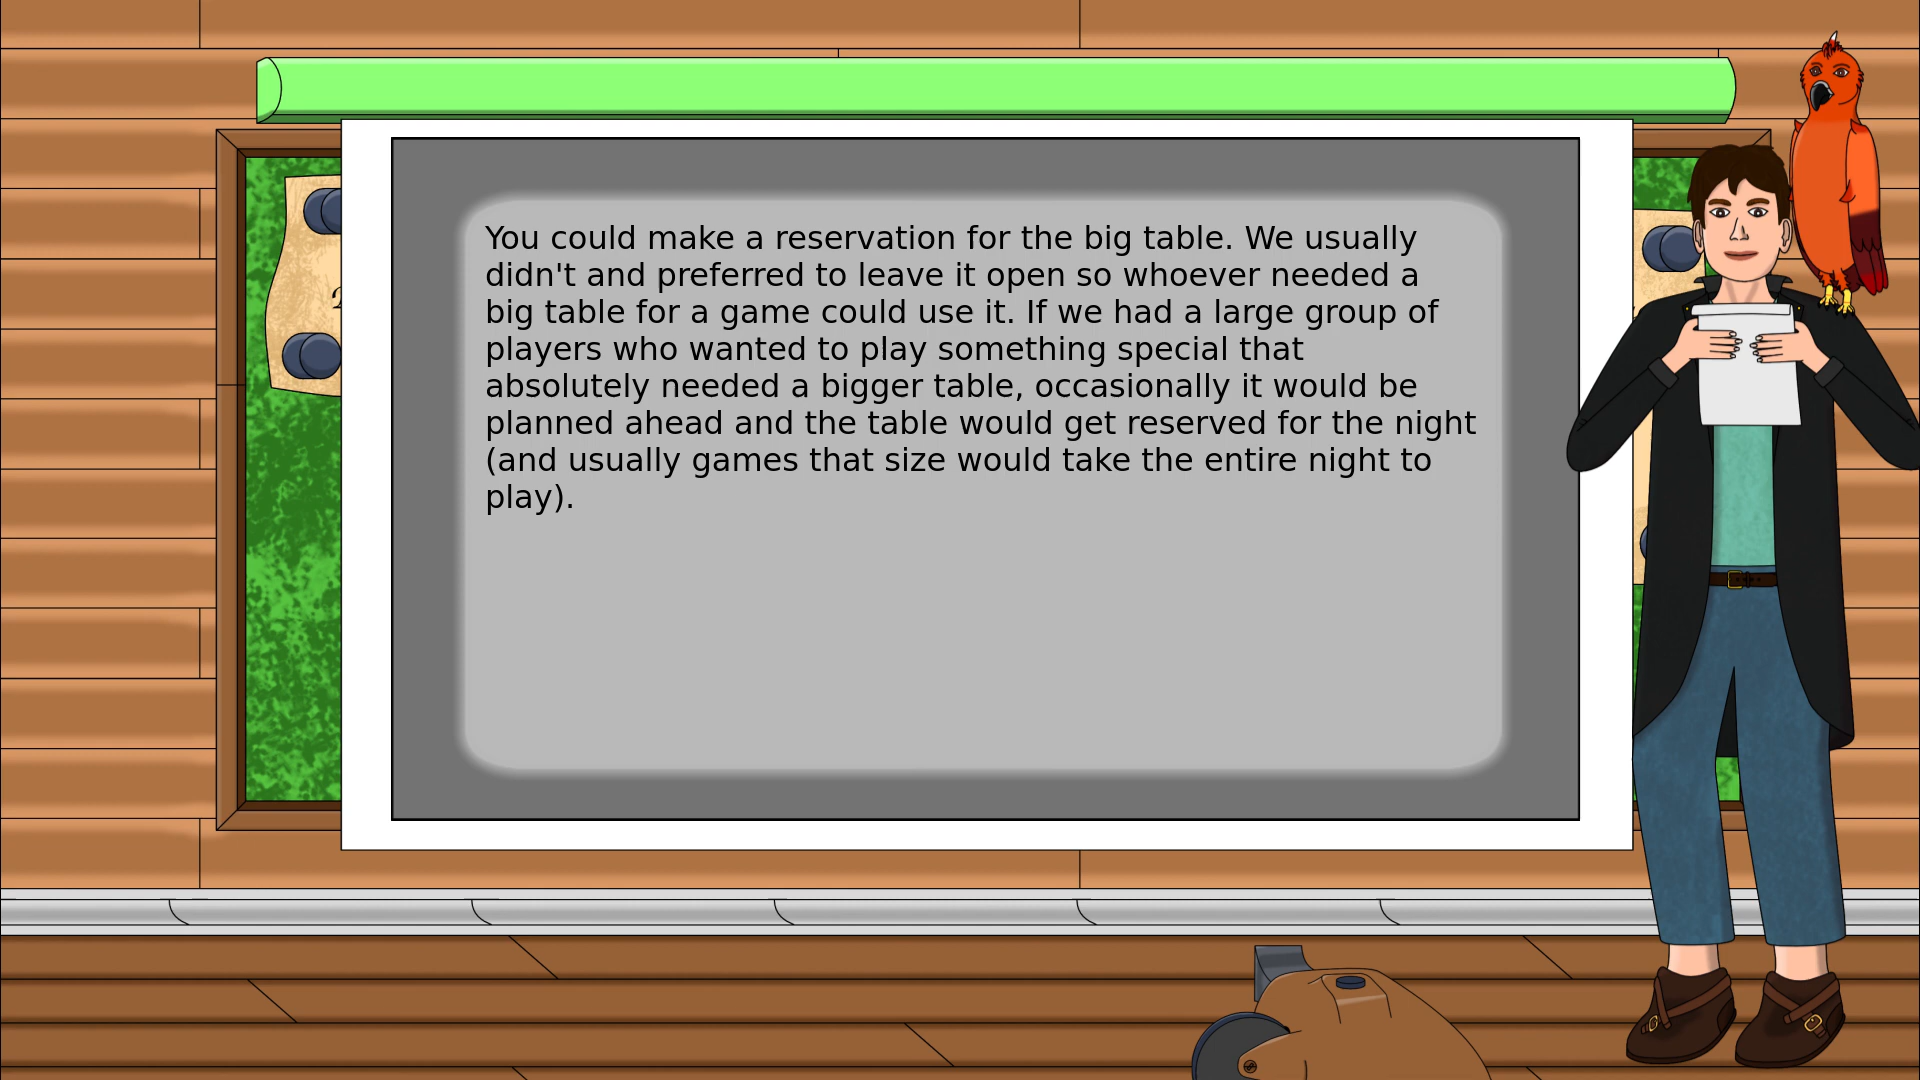 You could make a reservation for the big table. We usually
didn't and preferred to leave it open so whoever needed a
big table for a game could use it. If we had a large group of
players who wanted to play something special that
absolutely needed a bigger table, occasionally it would be
planned ahead and the table would get reserved for the night
(and usually games that size would take the entire night to
play).